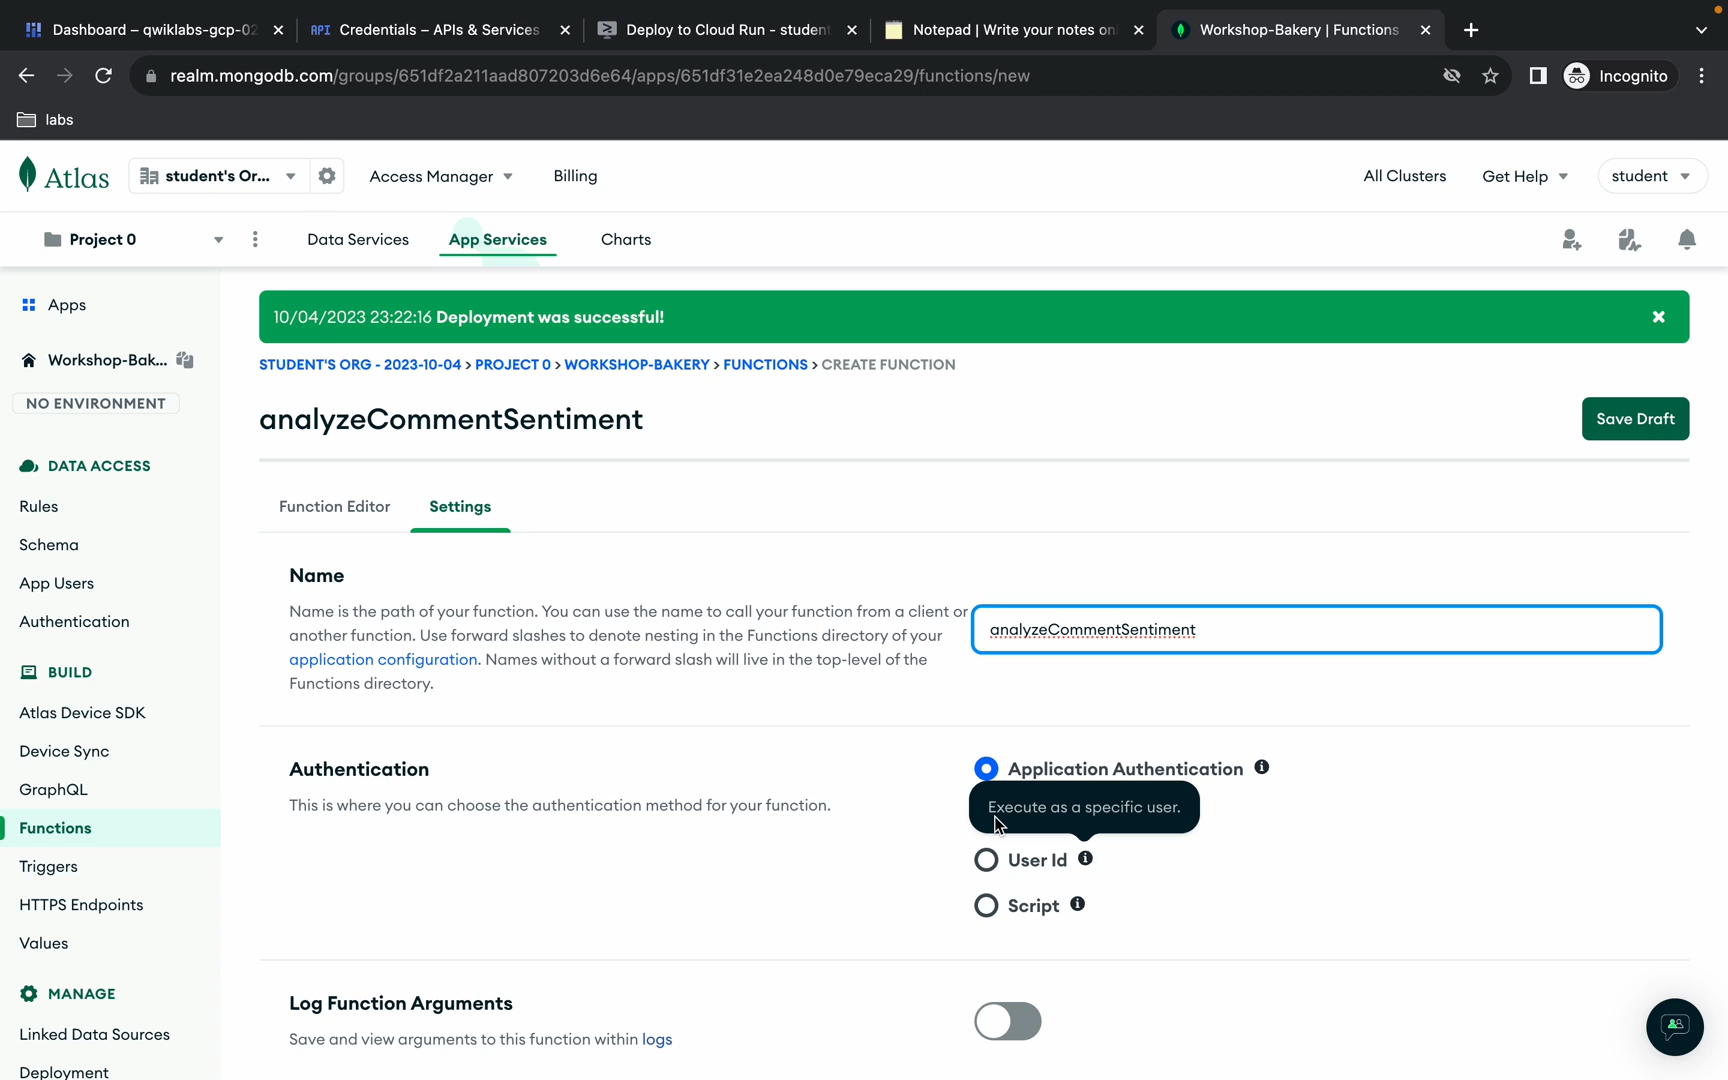 Dashboard – qwiklabs-gcp-02
API Credentials – APIs & Services
Deploy to Cloud Run - student
Notepad | Write your notes onl
Workshop-Bakery | Functions
realm.mongodb.com/groups/651df2a211aad807203d6e64/apps/651df31e2ea248d0e79eca29/functions/new
Incognito
labs
Atlas
student's Or...
Access Manager
Billing
All Clusters
Get Help
student
Project 0
Data Services
App Services
Charts
Apps
Workshop-Bak...
NO ENVIRONMENT
DATA ACCESS
Rules
Schema
App Users
Authentication
BUILD
Atlas Device SDK
Device Sync
GraphQL
Functions
Triggers
HTTPS Endpoints
Values
MANAGE
Linked Data Sources
Deployment
10/04/2023 23:22:16 Deployment was successful!
STUDENT'S ORG - 2023-10-04 > PROJECT 0 > WORKSHOP-BAKERY > FUNCTIONS > CREATE FUNCTION
analyzeCommentSentiment
Save Draft
Function Editor
Settings
Name
Name is the path of your function. You can use the name to call your function from a client or
another function. Use forward slashes to denote nesting in the Functions directory of your
application configuration. Names without a forward slash will live in the top-level of the
Functions directory.
analyzeCommentSentiment
Authentication
This is where you can choose the authentication method for your function.
Application Authentication
Execute as a specific user.
User Id
Script
Log Function Arguments
Save and view arguments to this function within logs